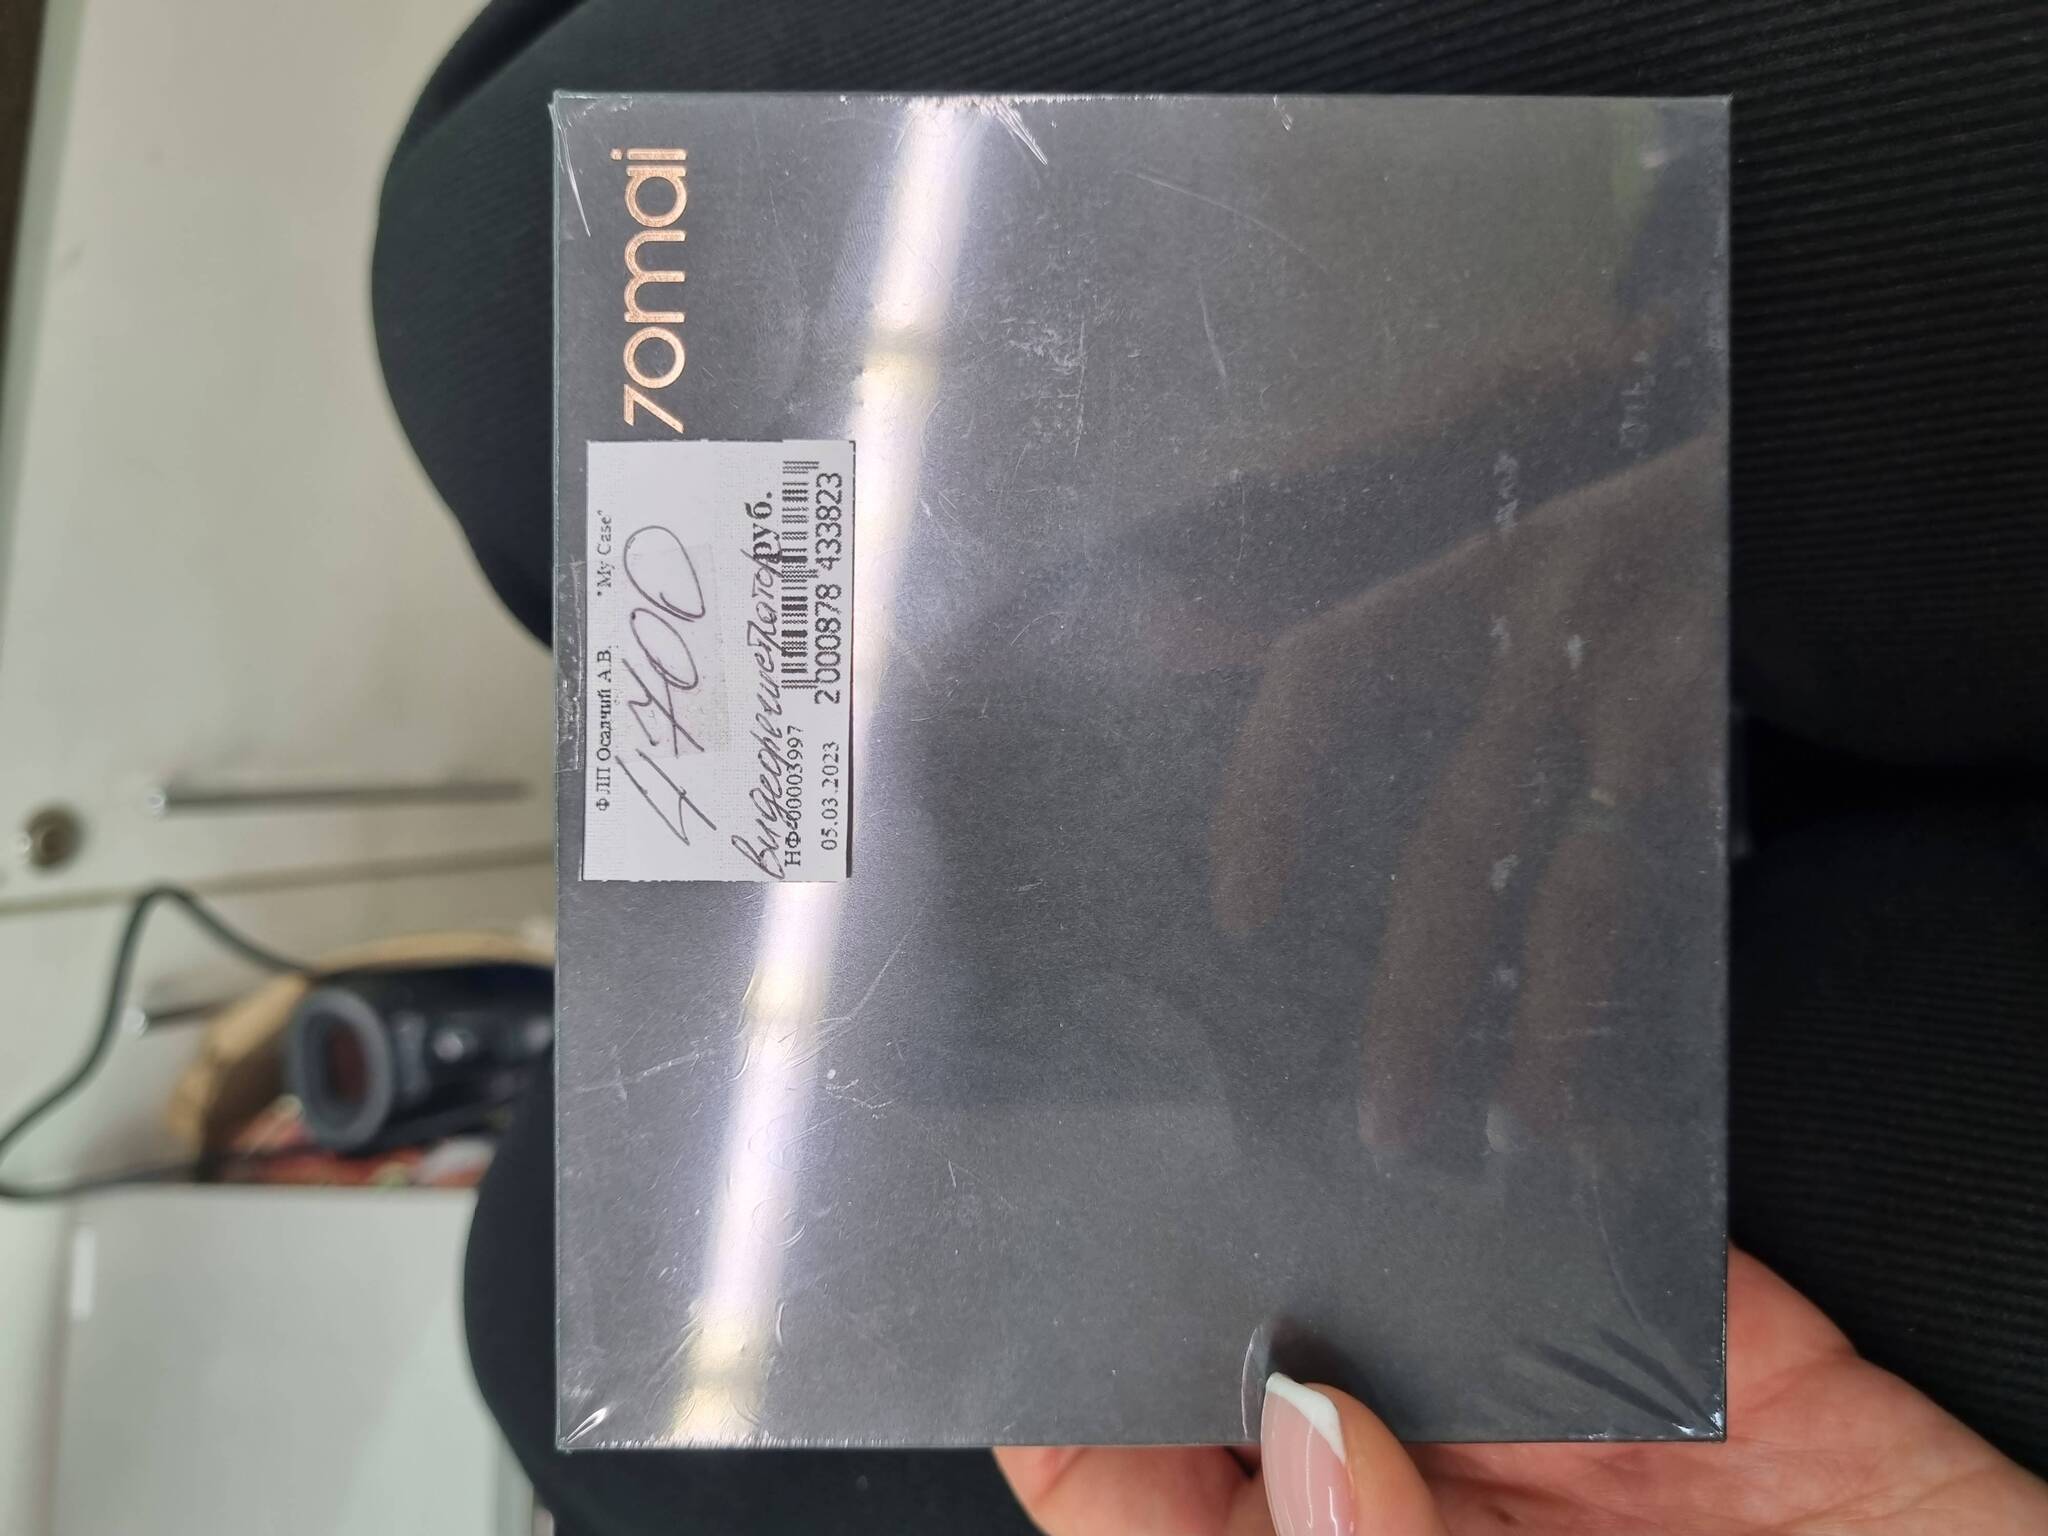 70mai
ФЛП Осадчий А.В. "My Case"
4700
видеорегистратор
руб.
НФ-00003997
05.03.2023
2000878 433823